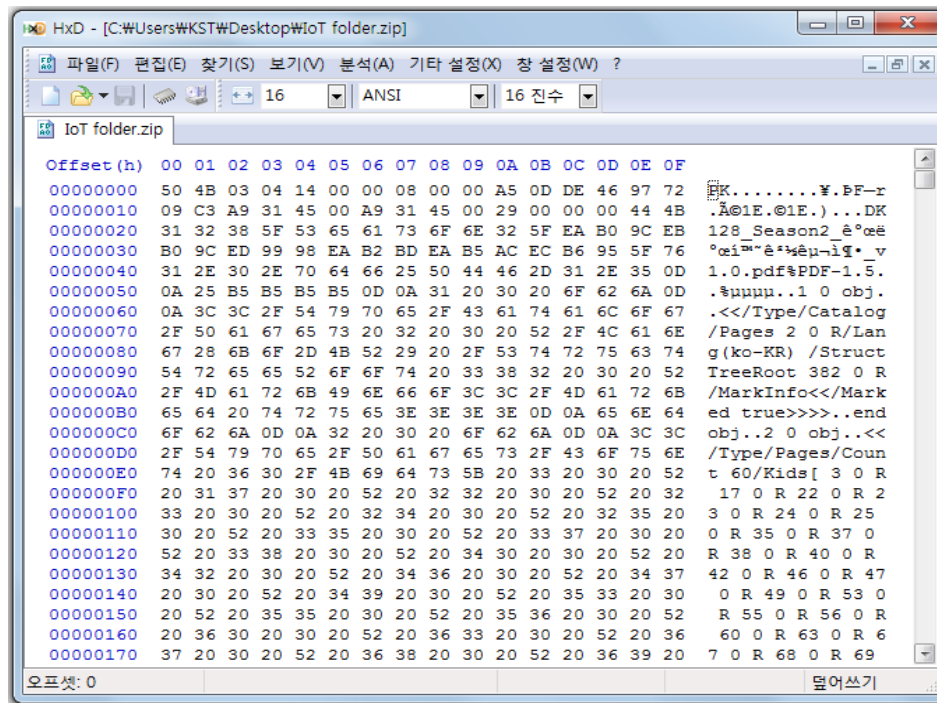 HxD - [C:₩Users₩KST₩Desktop₩IoT folder.zip]
파일(F) 편집(E) 찾기(S) 보기(V) 분석(A) 기타 설정(X) 창 설정(W) ?
16 ANSI 16 진수
IoT folder.zip
Offset(h) 00 01 02 03 04 05 06 07 08 09 0A 0B 0C 0D 0E 0F
00000000 50 4B 03 04 14 00 00 08 00 00 A5 0D DE 46 97 72 PK........¥.ÞF—r
00000010 09 C3 A9 31 45 00 A9 31 45 00 29 00 00 00 44 4B .Ã©1E.©1E.)...DK
00000020 31 32 38 5F 53 65 61 73 6F 6E 32 5F EA B0 9C EB 128_Season2_ê°œë
00000030 B0 9C ED 99 98 EA B2 BD EA B5 AC EC B6 95 5F 76 °œí™˜ê²½êµ¬ì¶•_v
00000040 31 2E 30 2E 70 64 66 25 50 44 46 2D 31 2E 35 0D 1.0.pdf%PDF-1.5.
00000050 0A 25 B5 B5 B5 B5 0D 0A 31 20 30 20 6F 62 6A 0D .%µµµµ..1 0 obj.
00000060 0A 3C 3C 2F 54 79 70 65 2F 43 61 74 61 6C 6F 67 .<</Type/Catalog
00000070 2F 50 61 67 65 73 20 32 20 30 20 52 2F 4C 61 6E /Pages 2 0 R/Lan
00000080 67 28 6B 6F 2D 4B 52 29 20 2F 53 74 72 75 63 74 g(ko-KR) /Struct
00000090 54 72 65 65 52 6F 6F 74 20 33 38 32 20 30 20 52 TreeRoot 382 0 R
000000A0 2F 4D 61 72 6B 49 6E 66 6F 3C 3C 2F 4D 61 72 6B /MarkInfo<</Mark
000000B0 65 64 20 74 72 75 65 3E 3E 3E 3E 0D 0A 65 6E 64 ed true>>>>..end
000000C0 6F 62 6A 0D 0A 32 20 30 20 6F 62 6A 0D 0A 3C 3C obj..2 0 obj..<<
000000D0 2F 54 79 70 65 2F 50 61 67 65 73 2F 43 6F 75 6E /Type/Pages/Coun
000000E0 74 20 36 30 2F 4B 69 64 73 5B 20 33 20 30 20 52 t 60/Kids[ 3 0 R
000000F0 20 31 37 20 30 20 52 20 32 32 20 30 20 52 20 32 17 0 R 22 0 R 2
00000100 33 20 30 20 52 20 32 34 20 30 20 52 20 32 35 20 3 0 R 24 0 R 25
00000110 30 20 52 20 33 35 20 30 20 52 20 33 37 20 30 20 0 R 35 0 R 37 0
00000120 52 20 33 38 20 30 20 52 20 34 30 20 30 20 52 20 R 38 0 R 40 0 R
00000130 34 32 20 30 20 52 20 34 36 20 30 20 52 20 34 37 42 0 R 46 0 R 47
00000140 20 30 20 52 20 34 39 20 30 20 52 20 35 33 20 30 0 R 49 0 R 53 0
00000150 20 52 20 35 35 20 30 20 52 20 35 36 20 30 20 52 R 55 0 R 56 0 R
00000160 20 36 30 20 30 20 52 20 36 33 20 30 20 52 20 36 60 0 R 63 0 R 6
00000170 37 20 30 20 52 20 36 38 20 30 20 52 20 36 39 20 7 0 R 68 0 R 69
오프셋: 0 덮어쓰기